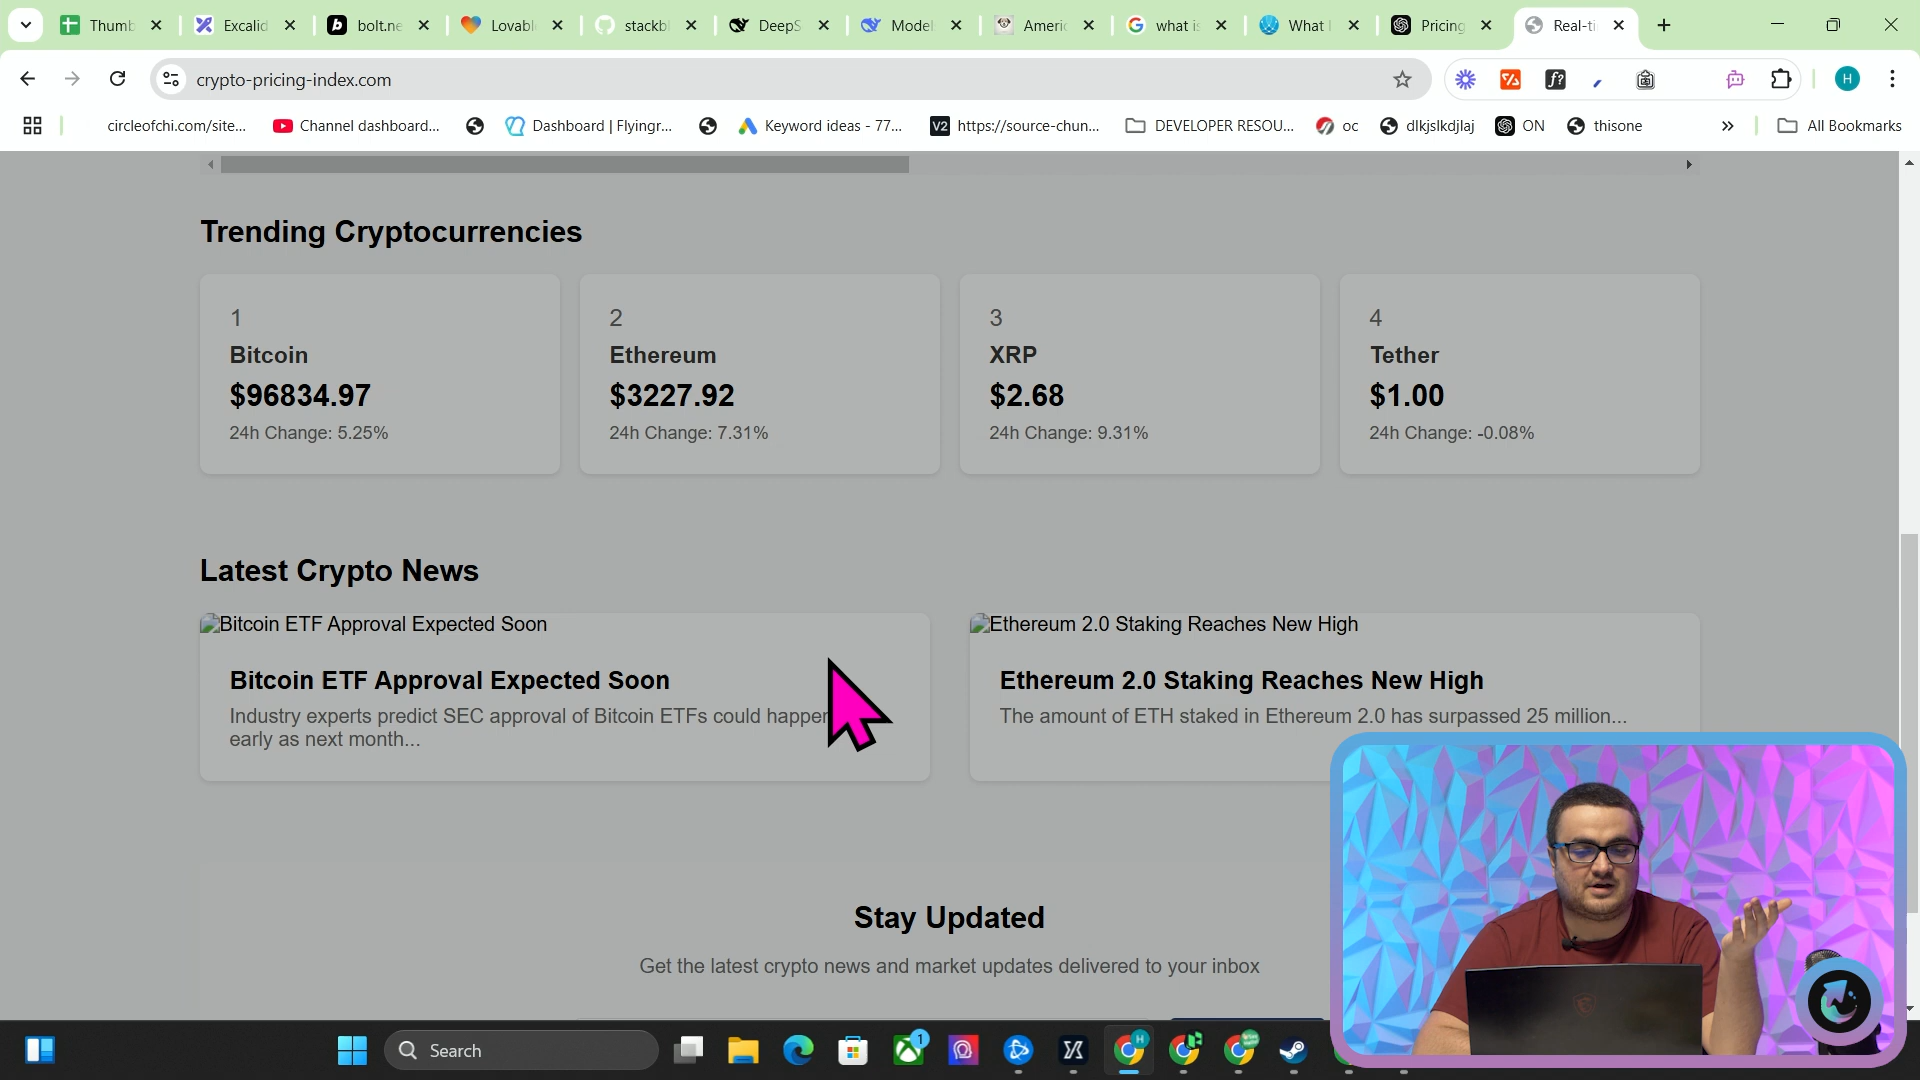 Thumb
Excalid
bolt.ne
Lovabl
stackbl
DeepS
Model
Americ
what is
What I
Pricing
Real-ti
crypto-pricing-index.com
H
circleofchi.com/site...
Channel dashboard...
Dashboard | Flyingr...
Keyword ideas - 77...
V2 https://source-chun...
DEVELOPER RESOU...
oc
dlkjslkdjlaj
ON
thisone
All Bookmarks
Trending Cryptocurrencies
1
Bitcoin
$96834.97
24h Change: 5.25%
2
Ethereum
$3227.92
24h Change: 7.31%
3
XRP
$2.68
24h Change: 9.31%
4
Tether
$1.00
24h Change: -0.08%
Latest Crypto News
Bitcoin ETF Approval Expected Soon
Bitcoin ETF Approval Expected Soon
Industry experts predict SEC approval of Bitcoin ETFs could happen
early as next month...
Ethereum 2.0 Staking Reaches New High
Ethereum 2.0 Staking Reaches New High
The amount of ETH staked in Ethereum 2.0 has surpassed 25 million...
Stay Updated
Get the latest crypto news and market updates delivered to your inbox
Search
1
H